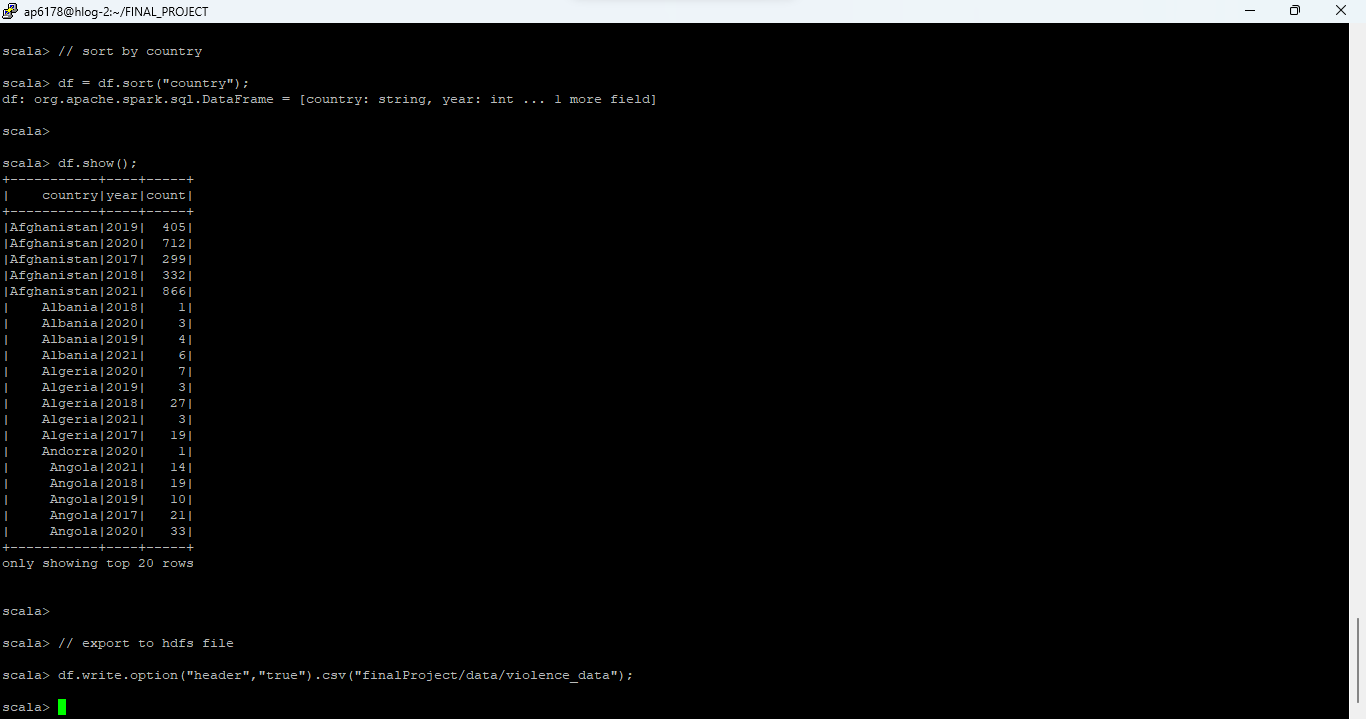 ap6178@hlog-2:~/FINAL_PROJECT
scala> // sort by country
scala> df = df.sort("country");
df: org.apache.spark.sql.DataFrame = [country: string, year: int ... 1 more field]
scala>
scala> df.show();
+-----------+----+-----+
|    country|year|count|
+-----------+----+-----+
|Afghanistan|2019|  405|
|Afghanistan|2020|  712|
|Afghanistan|2017|  299|
|Afghanistan|2018|  332|
|Afghanistan|2021|  866|
|    Albania|2018|    1|
|    Albania|2020|    3|
|    Albania|2019|    4|
|    Albania|2021|    6|
|    Algeria|2020|    7|
|    Algeria|2019|    3|
|    Algeria|2018|   27|
|    Algeria|2021|    3|
|    Algeria|2017|   19|
|    Andorra|2020|    1|
|     Angola|2021|   14|
|     Angola|2018|   19|
|     Angola|2019|   10|
|     Angola|2017|   21|
|     Angola|2020|   33|
+-----------+----+-----+
only showing top 20 rows
scala>
scala> // export to hdfs file
scala> df.write.option("header","true").csv("finalProject/data/violence_data");
scala>